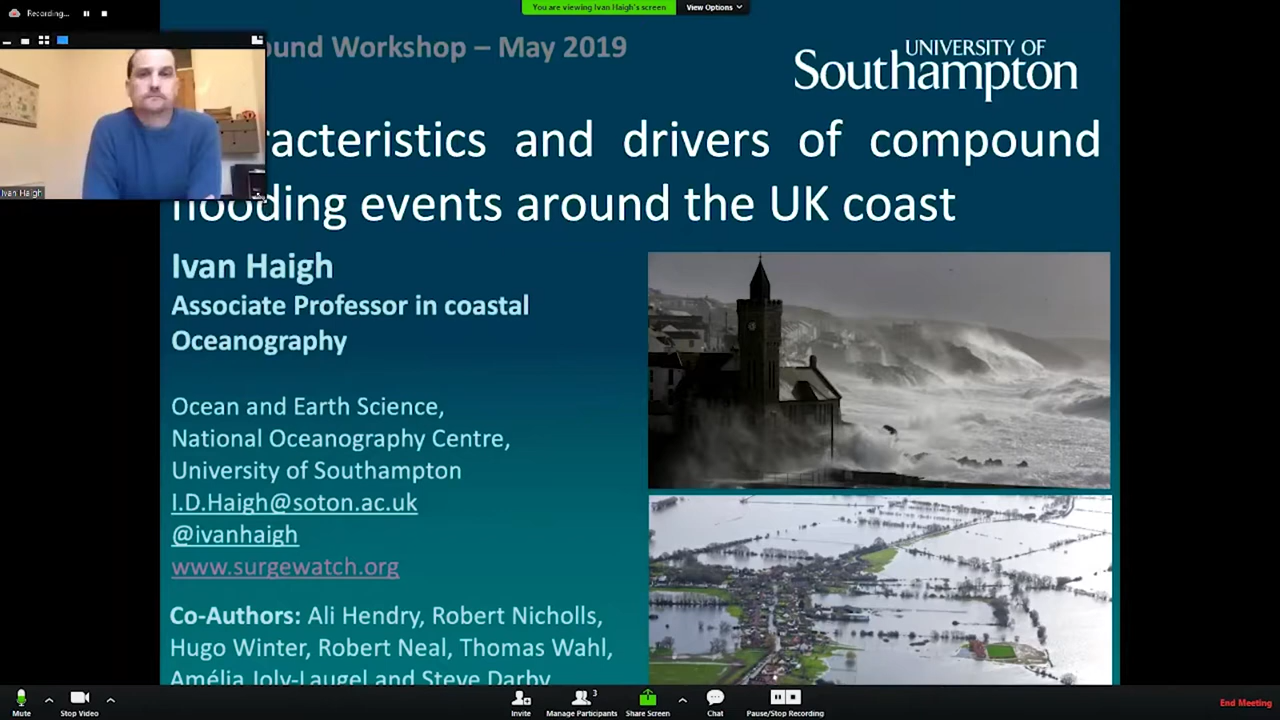 Recording...
You are viewing Ivan Haigh's screen
View Options
ound Workshop – May 2019
UNIVERSITY OF
Southampton
racteristics and drivers of compound
flooding events around the UK coast
Ivan Haigh
Ivan Haigh
Associate Professor in coastal
Oceanography
Ocean and Earth Science,
National Oceanography Centre,
University of Southampton
I.D.Haigh@soton.ac.uk
@ivanhaigh
www.surgewatch.org
Co-Authors: Ali Hendry, Robert Nicholls,
Hugo Winter, Robert Neal, Thomas Wahl,
Amélia Joly-Laugel and Steve Darby
Mute
Stop Video
Invite
3
Manage Participants
Share Screen
Chat
Pause/Stop Recording
End Meeting